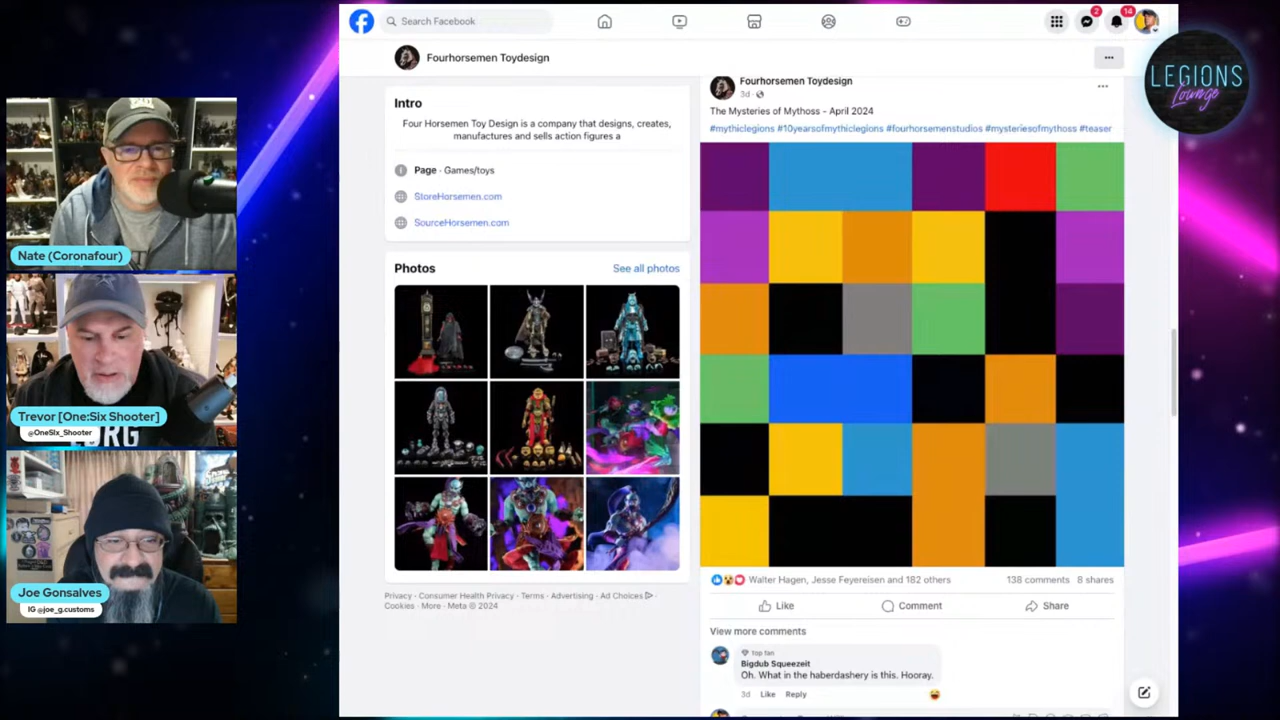 Search Facebook
2
14
Fourhorsemen Toydesign
LEGIONS
Lounge
Nate (Coronafour)
Trevor [One:Six Shooter]
@OneSIx_Shooter
Joe Gonsalves
IG @joe_g.customs
Intro
Four Horsemen Toy Design is a company that designs, creates,
manufactures and sells action figures a
Page · Games/toys
StoreHorsemen.com
SourceHorsemen.com
Photos
See all photos
Privacy · Consumer Health Privacy · Terms · Advertising · Ad Choices
Cookies · More · Meta © 2024
Fourhorsemen Toydesign
3d
The Mysteries of Mythoss - April 2024
#mythiclegions #10yearsofmythiclegions #fourhorsemenstudios #mysteriesofmythoss #teaser
Walter Hagen, Jesse Feyereisen and 182 others
138 comments 8 shares
Like
Comment
Share
View more comments
Top fan
Bigdub Squeezeit
Oh. What in the haberdashery is this. Hooray.
3d Like Reply